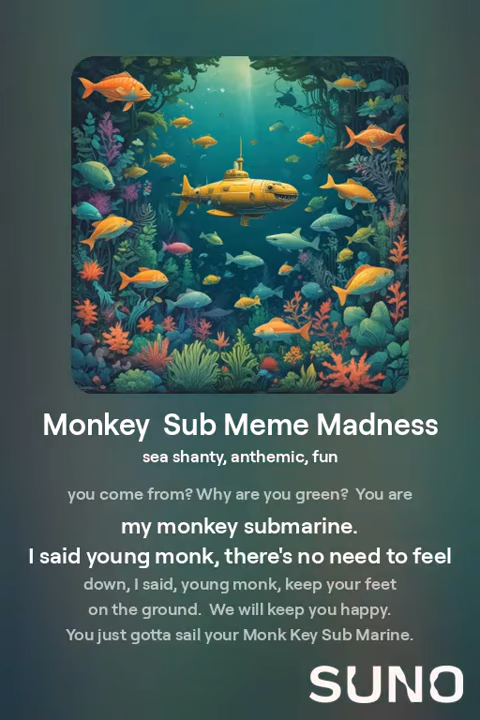 Monkey  Sub Meme Madness
sea shanty, anthemic, fun
you come from? Why are you green?  You are
my monkey submarine.
I said young monk, there's no need to feel
down, I said, young monk, keep your feet
on the ground.  We will keep you happy.
You just gotta sail your Monk Key Sub Marine.
SUNO